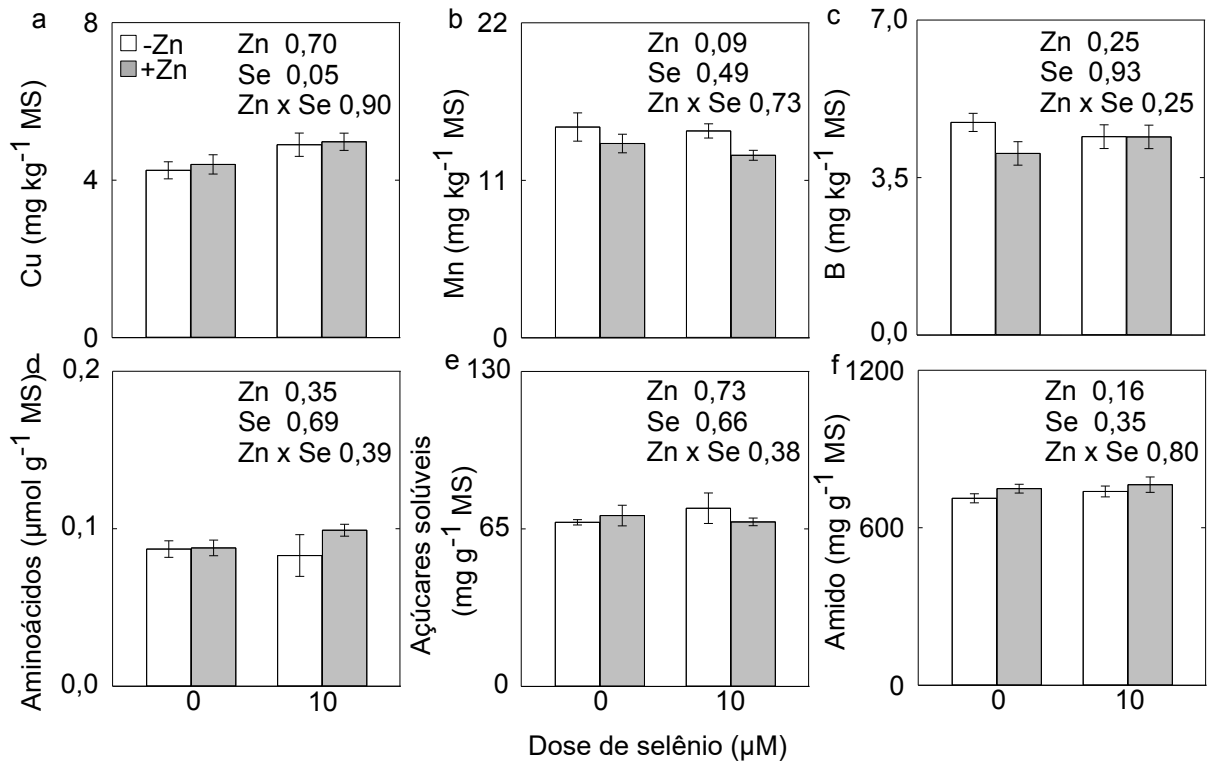 a
8
-Zn
+Zn
Zn 0,70
Se 0,05
Zn x Se 0,90
Cu (mg kg⁻¹ MS)
4
0
b
22
Zn 0,09
Se 0,49
Zn x Se 0,73
Mn (mg kg⁻¹ MS)
11
0
c
7,0
Zn 0,25
Se 0,93
Zn x Se 0,25
B (mg kg⁻¹ MS)
3,5
0,0
d
0,2
Zn 0,35
Se 0,69
Zn x Se 0,39
Aminoácidos (µmol g⁻¹ MS)
0,1
0,0
0
10
e
130
Zn 0,73
Se 0,66
Zn x Se 0,38
Açúcares solúveis
(mg g⁻¹ MS)
65
0
0
10
f
1200
Zn 0,16
Se 0,35
Zn x Se 0,80
Amido (mg g⁻¹ MS)
600
0
0
10
Dose de selênio (µM)